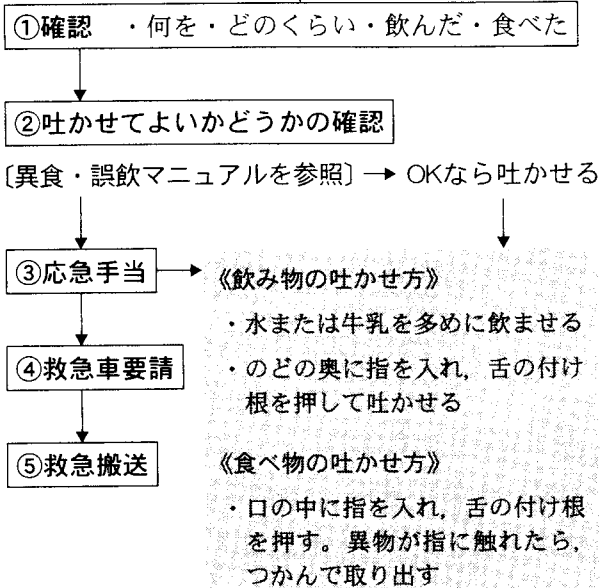 ①確認　・何を・どのくらい・飲んだ・食べた
②吐かせてよいかどうかの確認
〔異食・誤飲マニュアルを参照〕→ OKなら吐かせる
③応急手当
④救急車要請
⑤救急搬送
《飲み物の吐かせ方》
・水または牛乳を多めに飲ませる
・のどの奥に指を入れ，舌の付け
根を押して吐かせる
《食べ物の吐かせ方》
・口の中に指を入れ，舌の付け根
を押す。異物が指に触れたら，
つかんで取り出す